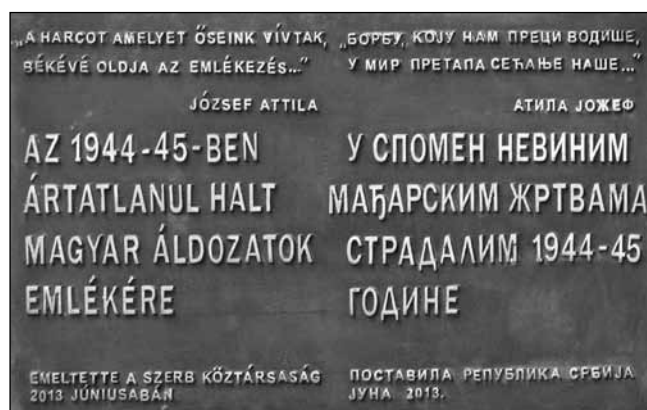 „A HARCOT AMELYET ŐSEINK VÍVTAK,
BÉKÉVÉ OLDJA AZ EMLÉKEZÉS..."
JÓZSEF ATTILA
AZ 1944-45-BEN
ÁRTATLANUL HALT
MAGYAR ÁLDOZATOK
EMLÉKÉRE
EMELTETTE A SZERB KÖZTÁRSASÁG
2013 JÚNIUSÁBÁN
„БОРБУ, КОЈУ НАМ ПРЕЦИ ВОДИШЕ,
У МИР ПРЕТАПА СЕЋАЊЕ НАШЕ..."
АТИЛА ЈОЖЕФ
У СПОМЕН НЕВИНИМ
МАЂАРСКИМ ЖРТВАМА
СТРАДАЛИМ 1944-45
ГОДИНЕ
ПОСТАВИЛА РЕПУБЛИКА СРБИЈА
ЈУНА 2013.